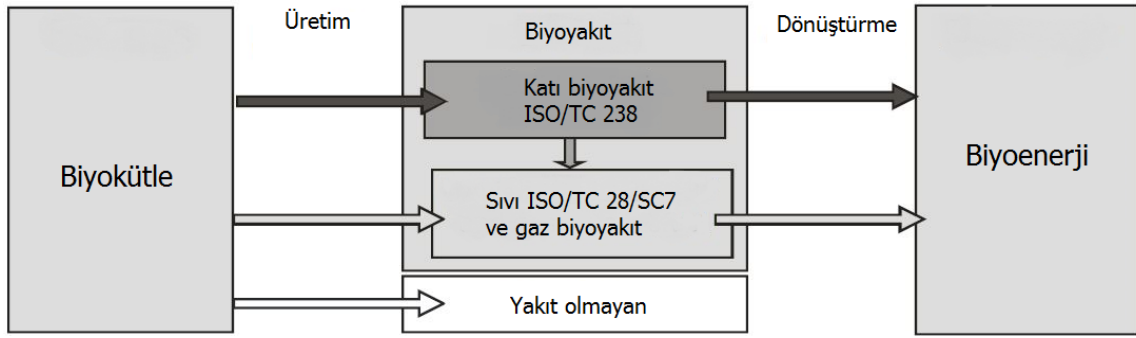 Üretim
Biyoyakıt
Dönüştürme
Katı biyoyakıt
ISO/TC 238
Biyokütle
Biyoenerji
Sıvı ISO/TC 28/SC7
ve gaz biyoyakıt
Yakıt olmayan